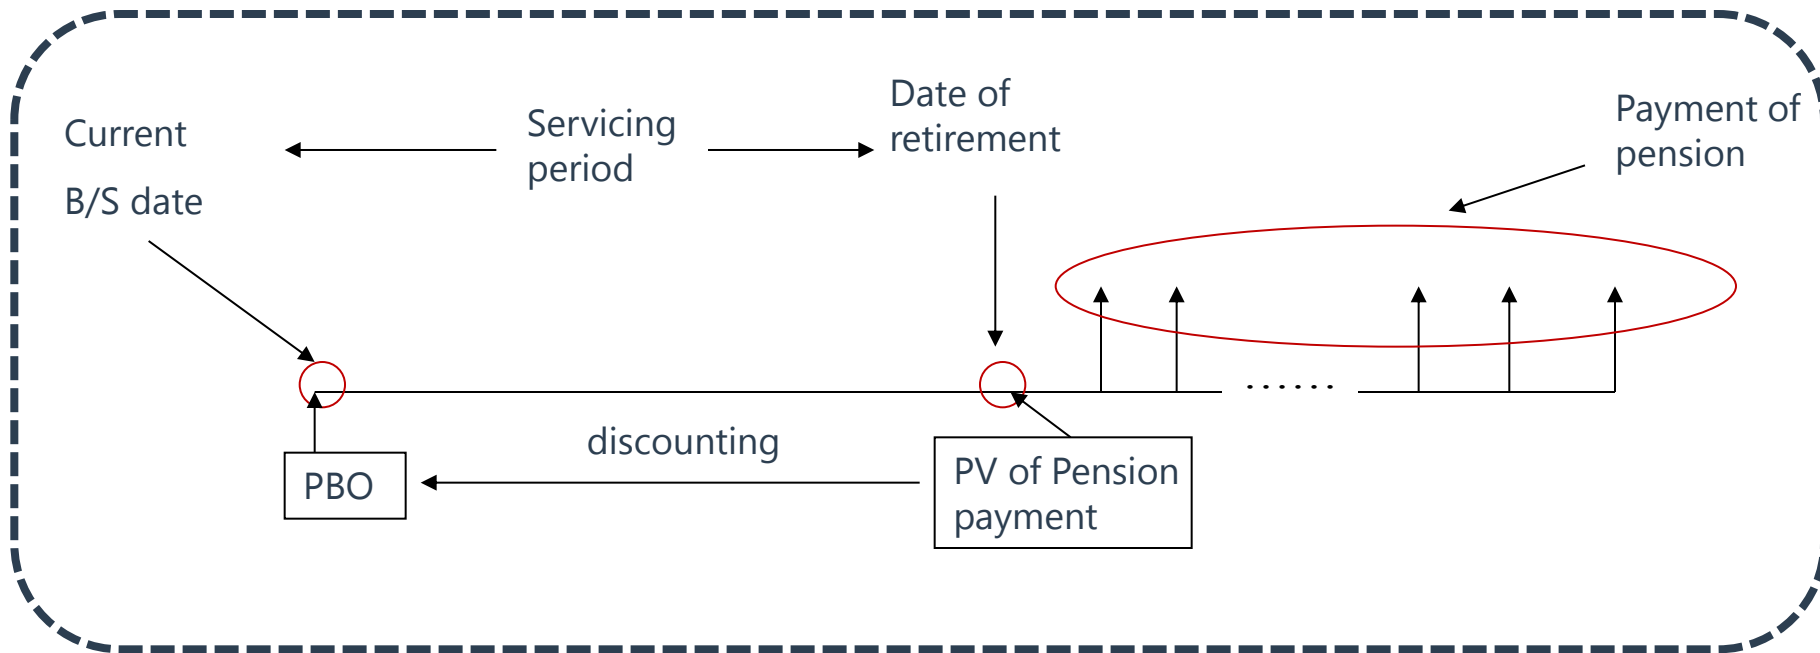 Current
B/S date
Servicing
period
Date of
retirement
Payment of
pension
......
discounting
PBO
PV of Pension
payment